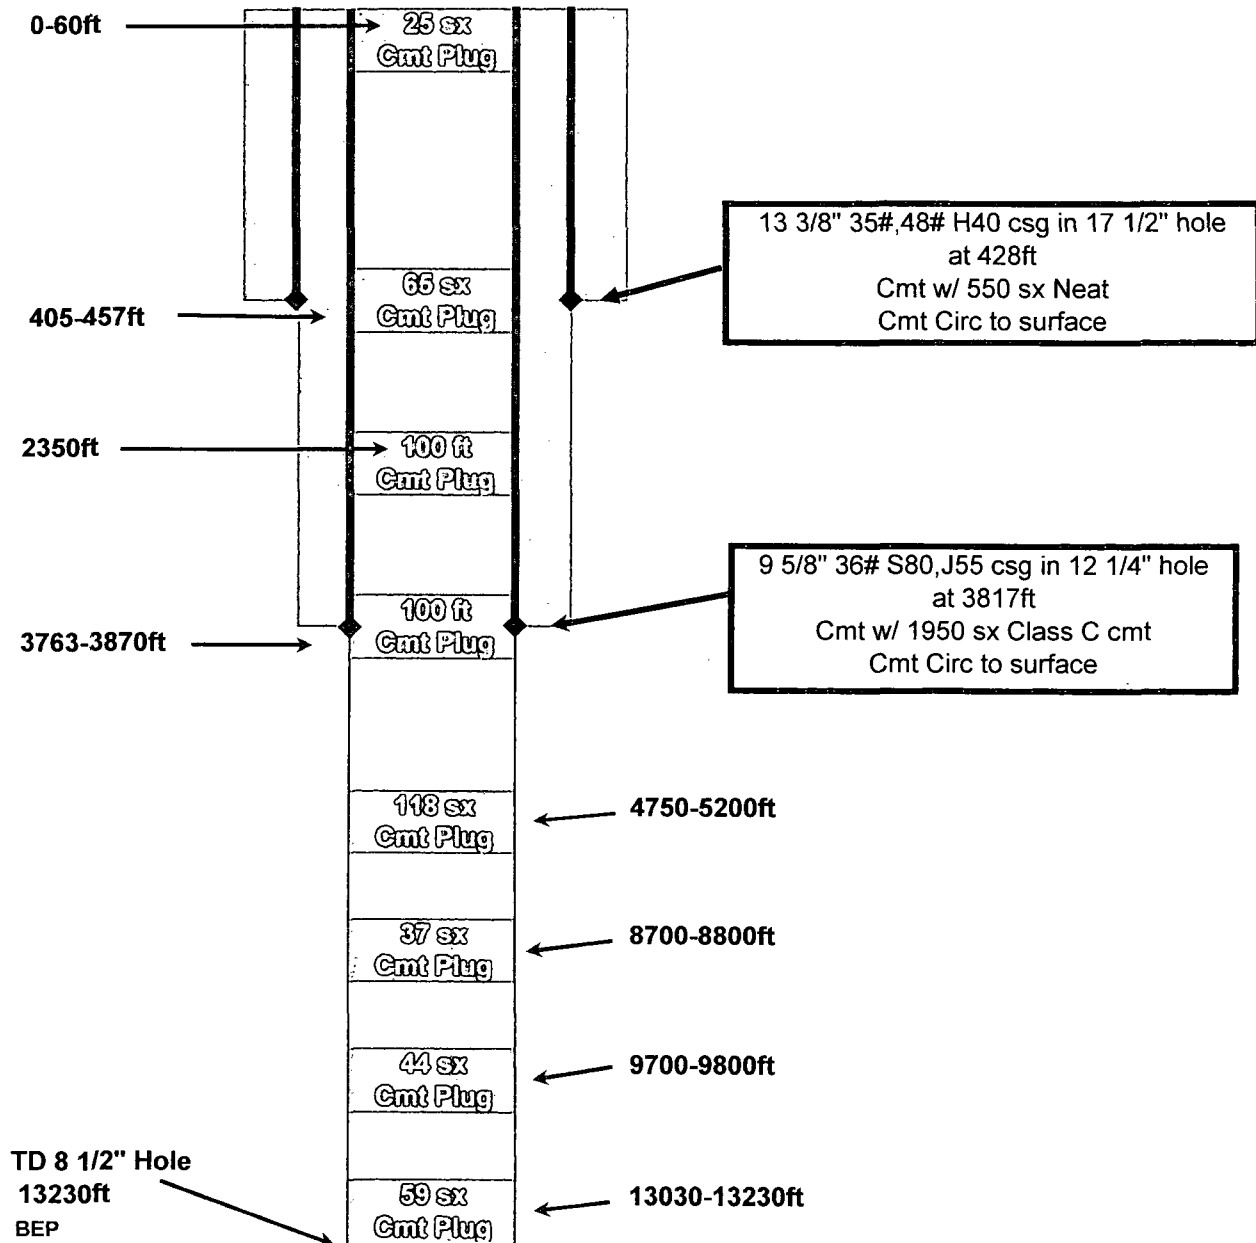 0-60ft
25 sx
Cmt Plug
13 3/8" 35#,48# H40 csg in 17 1/2" hole
at 428ft
Cmt w/ 550 sx Neat
Cmt Circ to surface
405-457ft
65 sx
Cmt Plug
2350ft
100 ft
Cmt Plug
9 5/8" 36# S80,J55 csg in 12 1/4" hole
at 3817ft
Cmt w/ 1950 sx Class C cmt
Cmt Circ to surface
3763-3870ft
100 ft
Cmt Plug
118 sx
Cmt Plug
4750-5200ft
37 sx
Cmt Plug
8700-8800ft
44 sx
Cmt Plug
9700-9800ft
TD 8 1/2" Hole
13230ft
BEP
59 sx
Cmt Plug
13030-13230ft